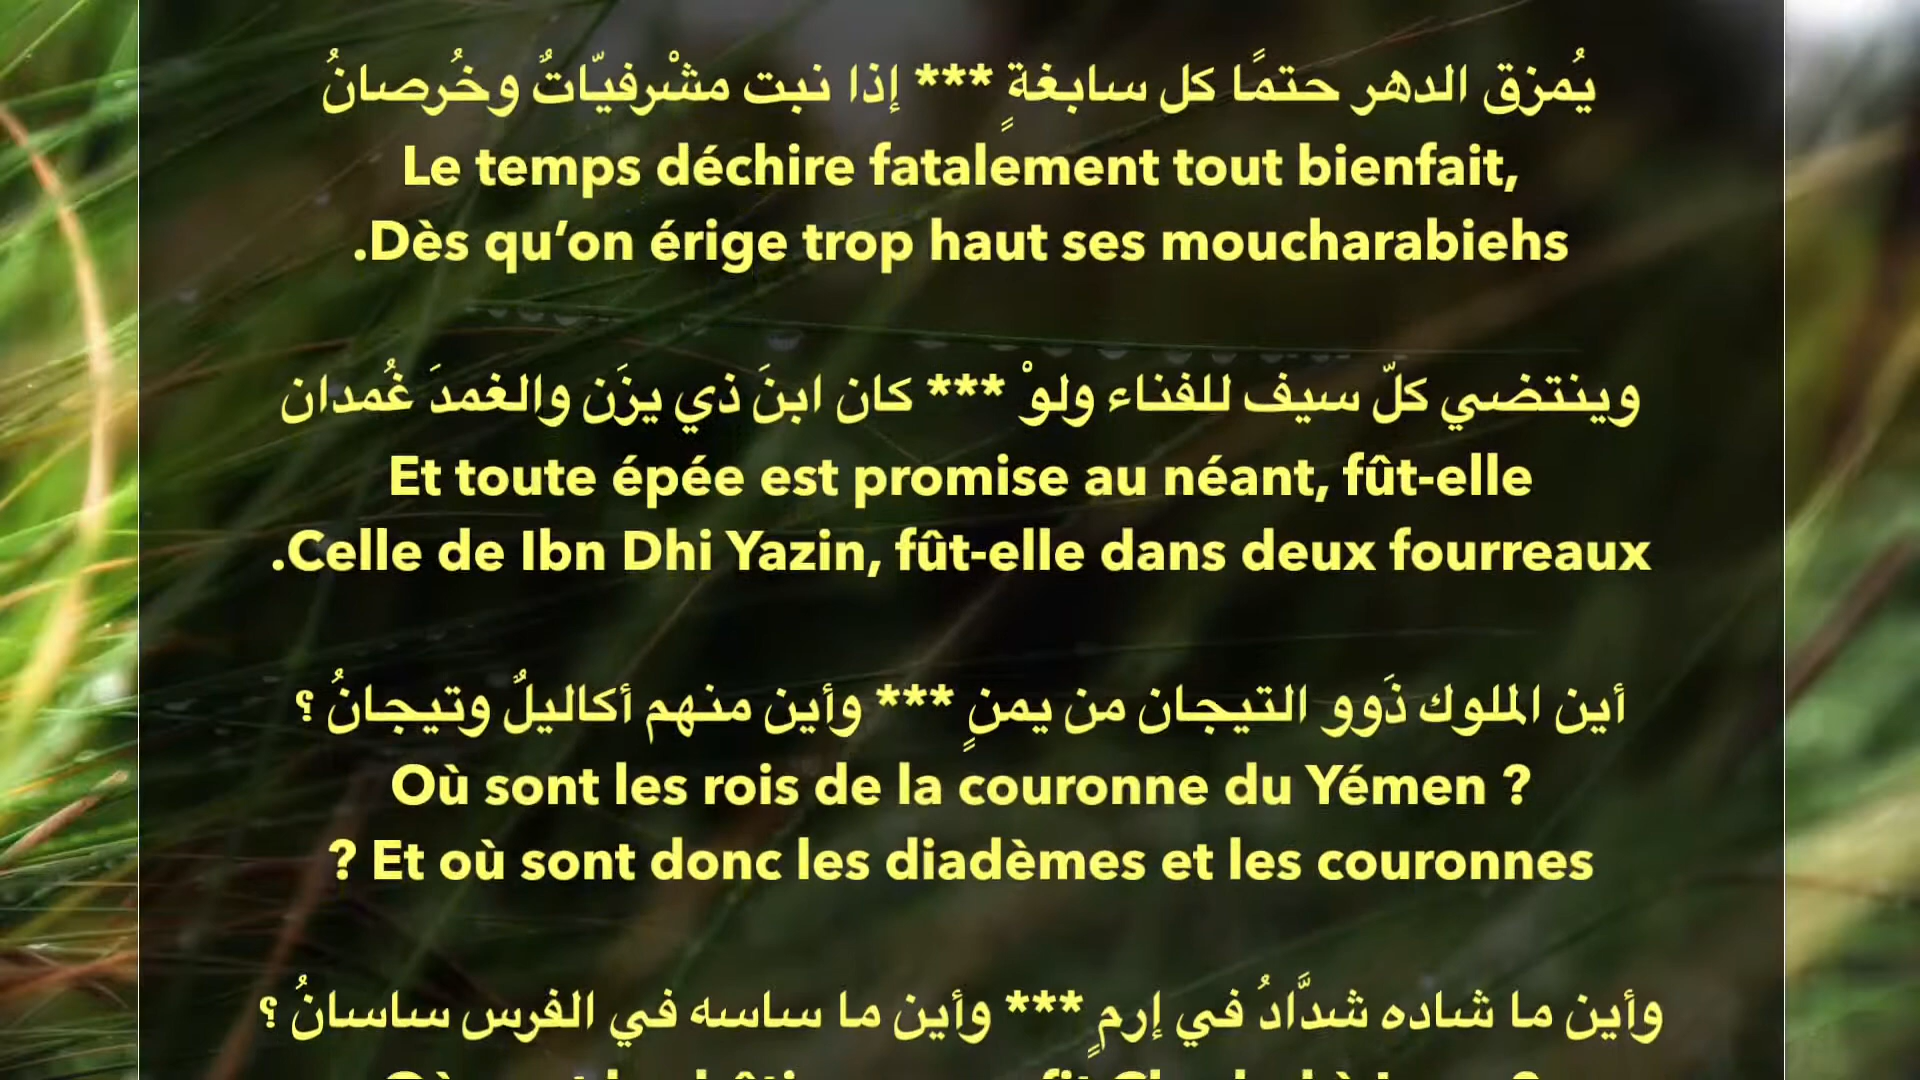 يُمزق الدهر حتمًا كل سابغةٍ *** إذا نبت مشْرفيّاتٌ وخُرصانُ
Le temps déchire fatalement tout bienfait,
.Dès qu’on érige trop haut ses moucharabiehs
وينتضي كلّ سيف للفناء ولوْ *** كان ابنَ ذي يزَن والغمدَ غُمدان
Et toute épée est promise au néant, fût-elle
.Celle de Ibn Dhi Yazin, fût-elle dans deux fourreaux
أين الملوك ذَوو التيجان من يمنٍ *** وأين منهم أكاليلٌ وتيجانُ ؟
Où sont les rois de la couronne du Yémen ?
? Et où sont donc les diadèmes et les couronnes
وأين ما شاده شدَّادُ في إرمٍ *** وأين ما ساسه في الفرس ساسانُ ؟